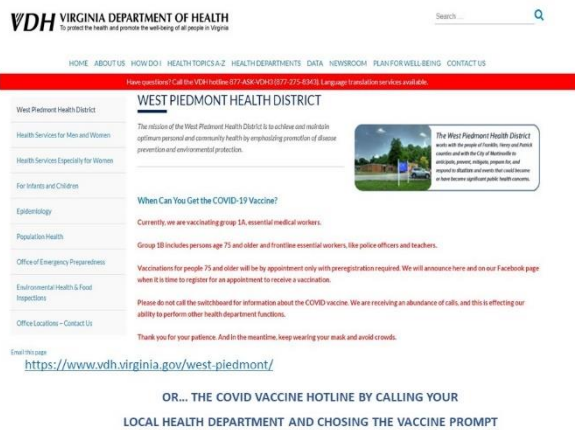 VDH VIRGINIA DEPARTMENT OF HEALTH
To protect the health and promote the well-being of all people in Virginia
Search ...
HOME ABOUT US HOW DO I HEALTH TOPICS A-Z HEALTH DEPARTMENTS DATA NEWSROOM PLAN FOR WELL-BEING CONTACT US
Have questions? Call the VDH hotline 877-ASK-VDH3 (877-275-8343). Language translation services available.
West Piedmont Health District
Health Services for Men and Women
Health Services Especially for Women
For Infants and Children
Epidemiology
Population Health
Office of Emergency Preparedness
Environmental Health & Food
Inspections
Office Locations – Contact Us
Email this page
WEST PIEDMONT HEALTH DISTRICT
The mission of the West Piedmont Health District is to achieve and maintain
optimum personal and community health by emphasizing promotion of disease
prevention and environmental protection.
The West Piedmont Health District
works with the people of Franklin, Henry and Patrick
counties and with the City of Martinsville to
anticipate, prevent, mitigate, prepare for, and
respond to disasters and events that could become
or have become significant public health concerns.
When Can You Get the COVID-19 Vaccine?
Currently, we are vaccinating group 1A, essential medical workers.
Group 1B includes persons age 75 and older and frontline essential workers, like police officers and teachers.
Vaccinations for people 75 and older will be by appointment only with preregistration required. We will announce here and on our Facebook page
when it is time to register for an appointment to receive a vaccination.
Please do not call the switchboard for information about the COVID vaccine. We are receiving an abundance of calls, and this is effecting our
ability to perform other health department functions.
Thank you for your patience. And in the meantime, keep wearing your mask and avoid crowds.
https://www.vdh.virginia.gov/west-piedmont/
OR... THE COVID VACCINE HOTLINE BY CALLING YOUR
LOCAL HEALTH DEPARTMENT AND CHOSING THE VACCINE PROMPT